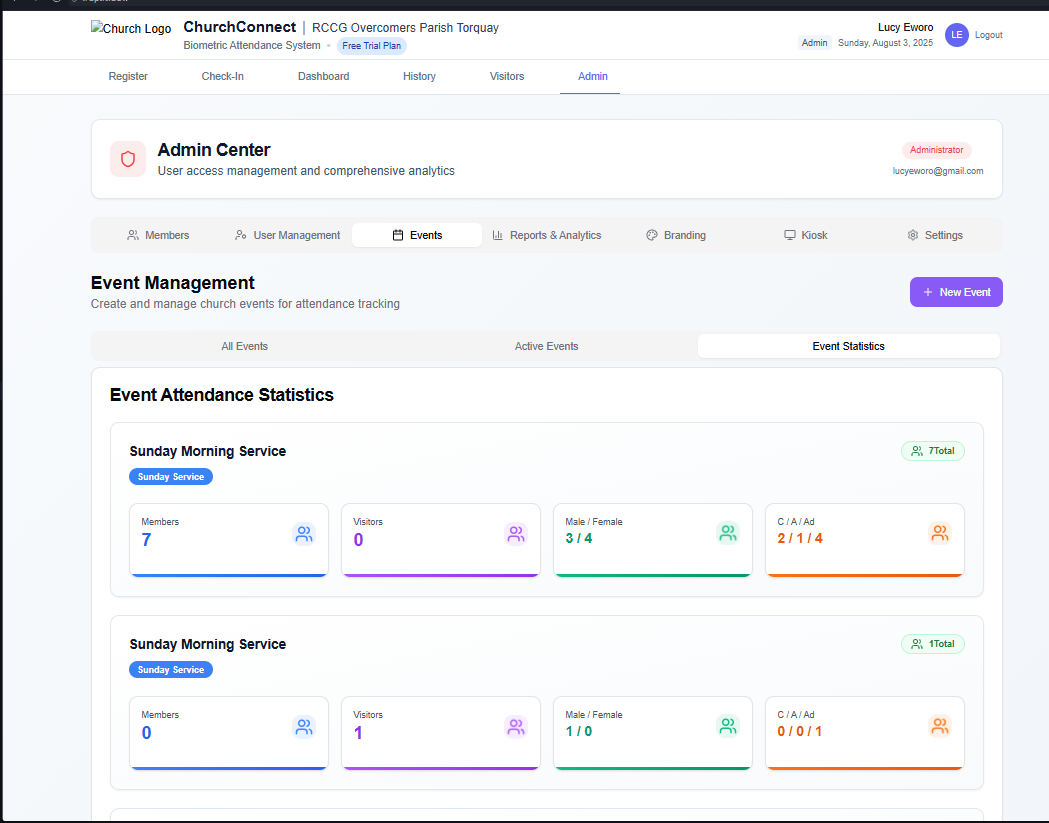 Church Logo
ChurchConnect | RCCG Overcomers Parish Torquay
Biometric Attendance System • Free Trial Plan
Lucy Eworo
Admin Sunday, August 3, 2025
LE
Logout
Register Check-In Dashboard History Visitors Admin
Admin Center
User access management and comprehensive analytics
Administrator
lucyeworo@gmail.com
Members User Management Events Reports & Analytics Branding Kiosk Settings
Event Management
Create and manage church events for attendance tracking
+ New Event
All Events Active Events Event Statistics
Event Attendance Statistics
Sunday Morning Service
7Total
Sunday Service
Members Visitors Male / Female C / A / Ad
7 0 3 / 4 2 / 1 / 4
Sunday Morning Service
1Total
Sunday Service
Members Visitors Male / Female C / A / Ad
0 1 1 / 0 0 / 0 / 1